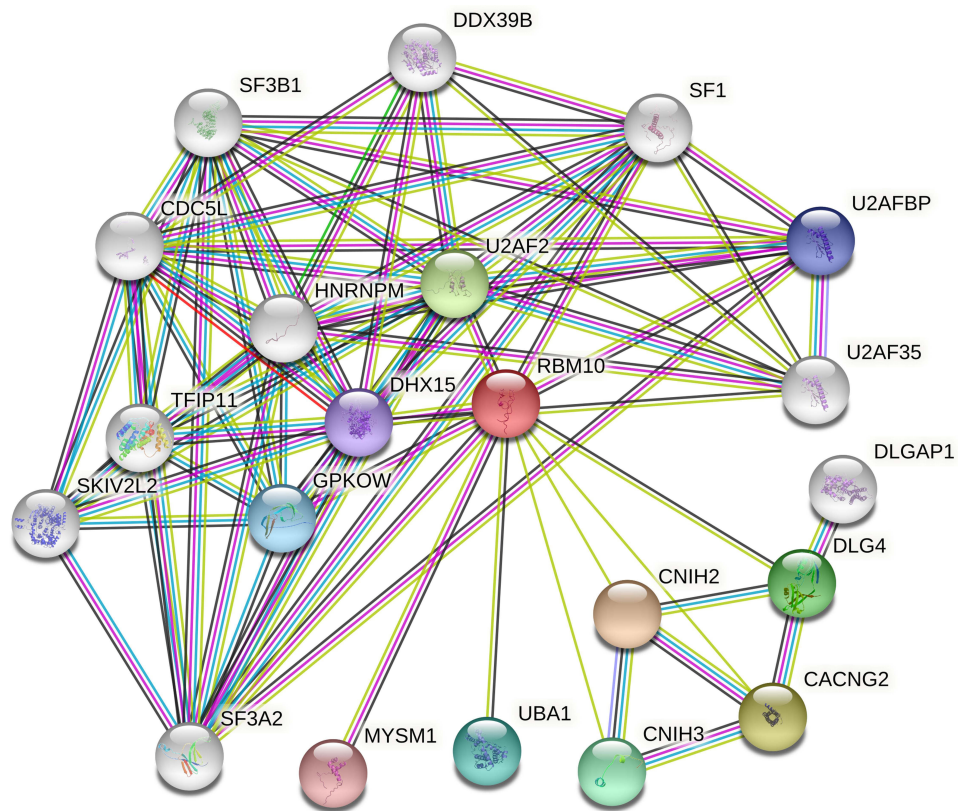 DDX39B
SF3B1
SF1
CDC5L
U2AFBP
U2AF2
HNRNPM
U2AF35
RBM10
DHX15
TFIP11
DLGAP1
SKIV2L2
GPKOW
DLG4
CNIH2
CACNG2
SF3A2
MYSM1
UBA1
CNIH3